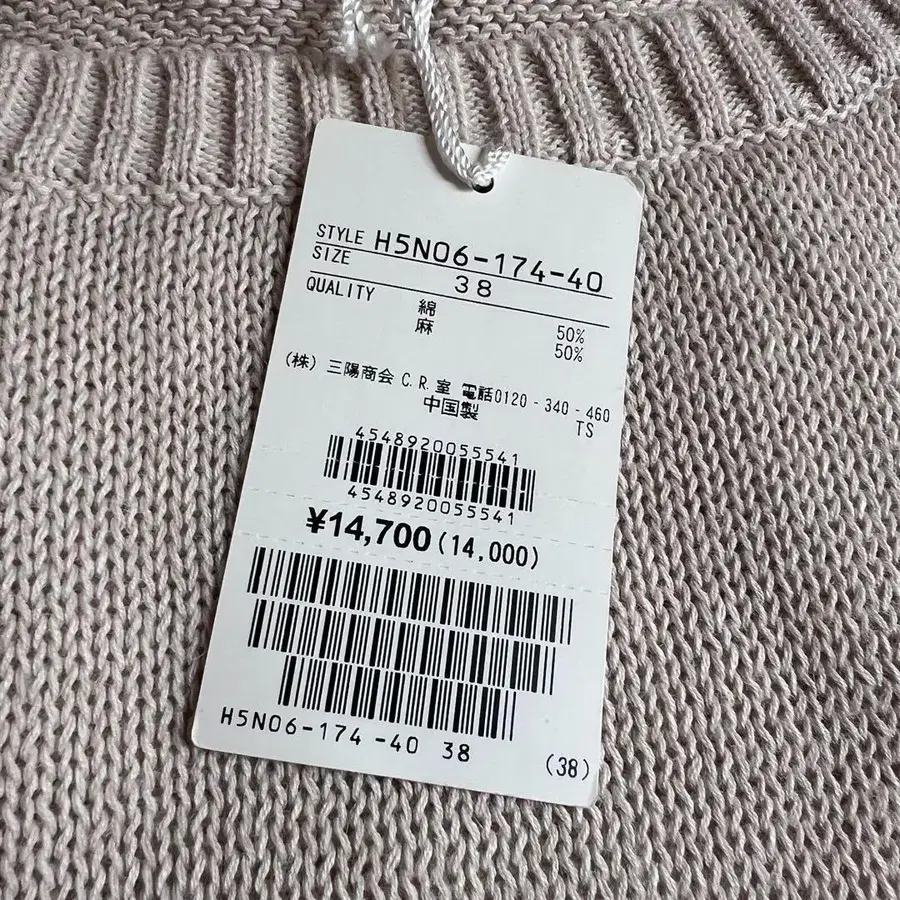 STYLE H5N06-174-40
SIZE 38
QUALITY
綿 50%
麻 50%
(株) 三陽商会 C.R.室 電話0120-340-460
中国製 TS
4548920055541
4548920055541
¥14,700(14,000)
H5N06-174-40 38 (38)